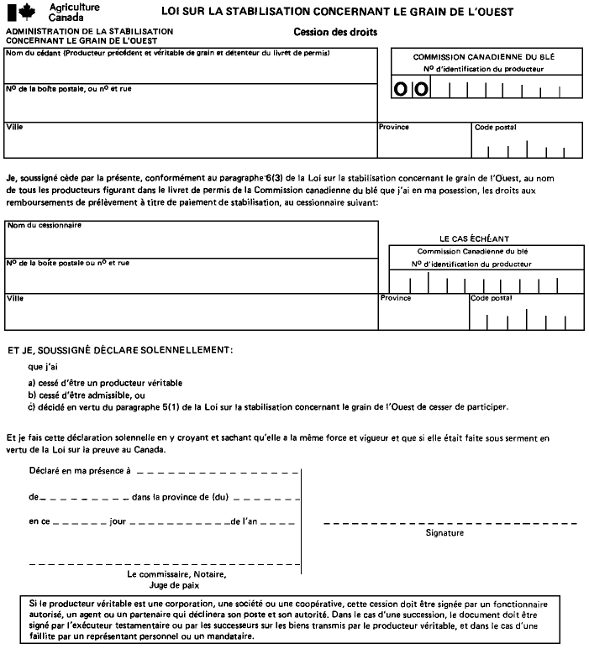 Agriculture
Canada
LOI SUR LA STABILISATION CONCERNANT LE GRAIN DE L'OUEST
ADMINISTRATION DE LA STABILISATION
CONCERNANT LE GRAIN DE L'OUEST
Cession des droits
Nom du cédant (Producteur précédent et véritable de grain et détenteur du livret de permis)
COMMISSION CANADIENNE DU BLÉ
Nº d'identification du producteur
0 0
Nº de la boîte postale, ou nº et rue
Ville
Province
Code postal
Je, soussigné cède par la présente, conformément au paragraphe 6(3) de la Loi sur la stabilisation concernant le grain de l'Ouest, au nom
de tous les producteurs figurant dans le livret de permis de la Commission canadienne du blé que j'ai en ma posession, les droits aux
remboursements de prélèvement à titre de paiement de stabilisation, au cessionnaire suivant:
Nom du cessionnaire
LE CAS ÉCHÉANT
Commission Canadienne du blé
Nº d'identification du producteur
Nº de la boîte postale ou nº et rue
Ville
Province
Code postal
ET JE, SOUSSIGNÉ DÉCLARE SOLENNELLEMENT:
que j'ai
a) cessé d'être un producteur véritable
b) cessé d'être admissible, ou
c) décidé en vertu du paragraphe 5(1) de la Loi sur la stabilisation concernant le grain de l'Ouest de cesser de participer.
Et je fais cette déclaration solennelle en y croyant et sachant qu'elle a la même force et vigueur et que si elle était faite sous serment en
vertu de la Loi sur la preuve au Canada.
Déclaré en ma présence à
de dans la province de (du)
en ce jour de l'an
Signature
Le commissaire, Notaire,
Juge de paix
Si le producteur véritable est une corporation, une société ou une coopérative, cette cession doit être signée par un fonctionnaire
autorisé, un agent ou un partenaire qui déclinera son poste et son autorité. Dans le cas d'une succession, le document doit être
signé par l'exécuteur testamentaire ou par les successeurs sur les biens transmis par le producteur véritable, et dans le cas d'une
faillite par un représentant personnel ou un mandataire.